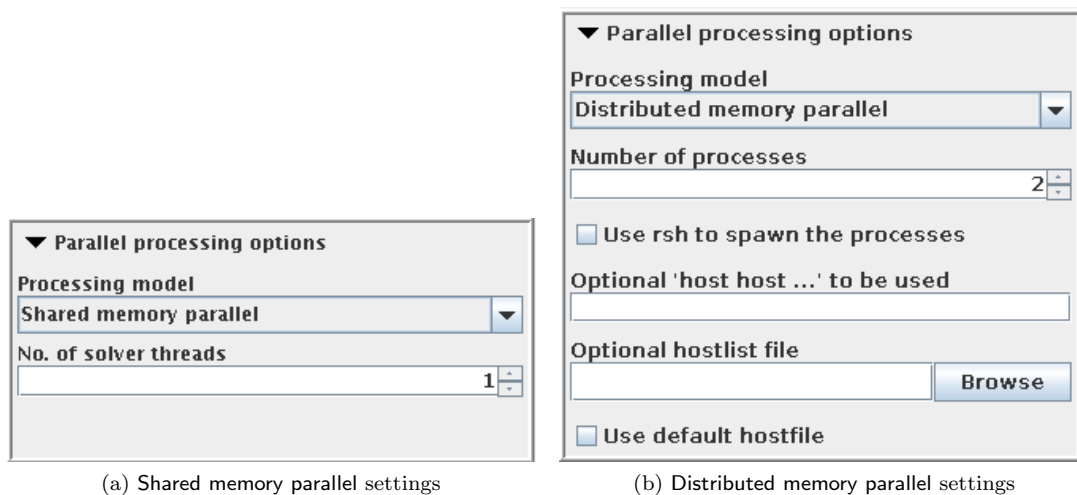 Parallel processing options
Processing model
Shared memory parallel
No. of solver threads
1
(a) Shared memory parallel settings
Parallel processing options
Processing model
Distributed memory parallel
Number of processes
2
Use rsh to spawn the processes
Optional 'host host ...' to be used
Optional hostlist file
Browse
Use default hostfile
(b) Distributed memory parallel settings